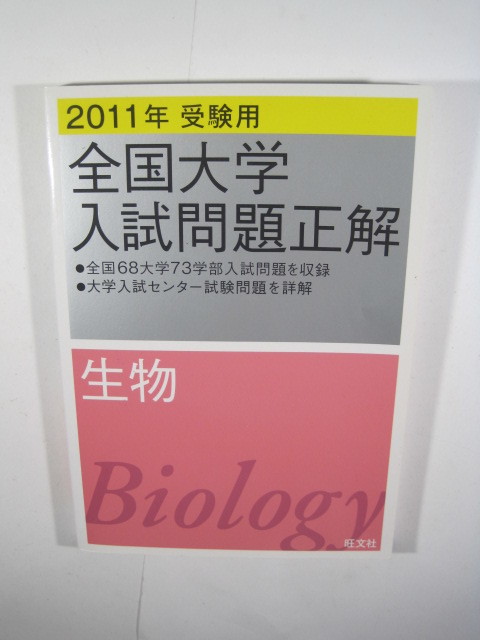 2011年 受験用
全国大学
入試問題正解
●全国68大学73学部入試問題を収録
●大学入試センター試験問題を詳解
生物
Biology
旺文社